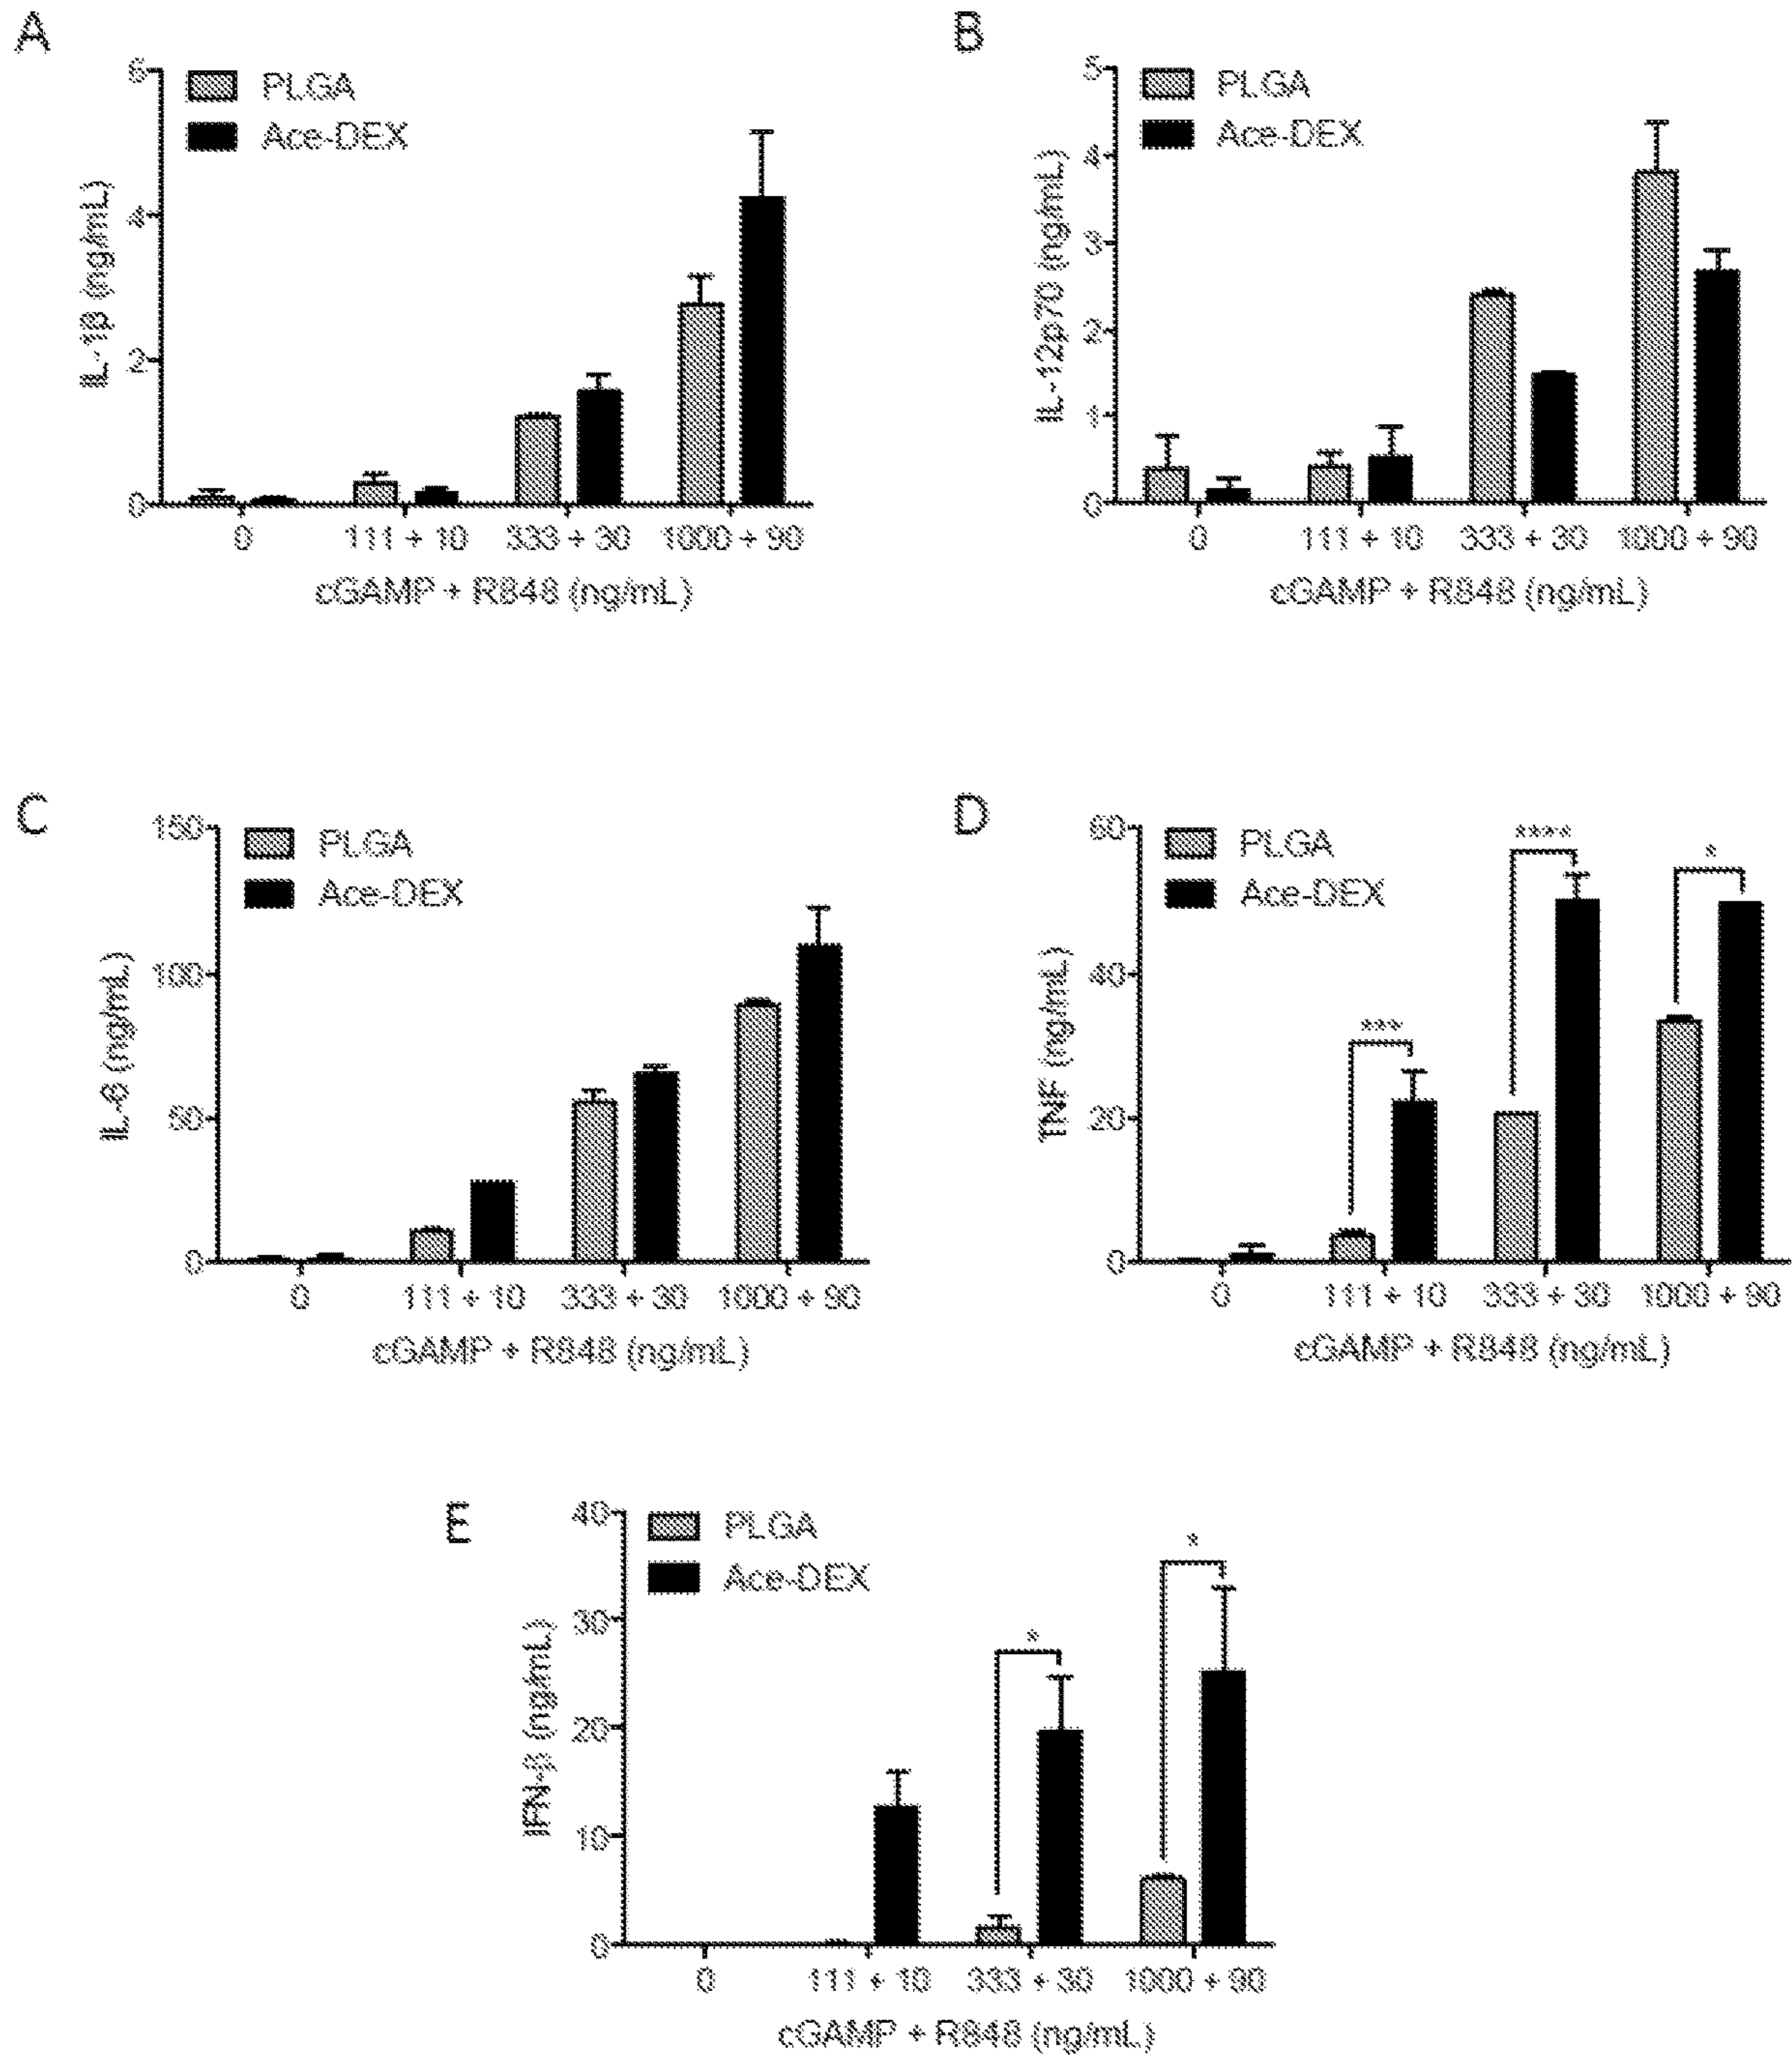 A
6
4
2
0
PLGA
Ace-DEX
IL-1β (ng/mL)
0 111 + 10 333 + 30 1000 + 90
cGAMP + R848 (ng/mL)
B
5
4
3
2
1
0
PLGA
Ace-DEX
IL-12p70 (ng/mL)
0 111 + 10 333 + 30 1000 + 90
cGAMP + R848 (ng/mL)
C
150
100
50
0
PLGA
Ace-DEX
IL-6 (ng/mL)
0 111 + 10 333 + 30 1000 + 90
cGAMP + R848 (ng/mL)
D
60
40
20
0
PLGA
Ace-DEX
TNF (ng/mL)
*** **** *
0 111 + 10 333 + 30 1000 + 90
cGAMP + R848 (ng/mL)
E
40
30
20
10
0
PLGA
Ace-DEX
IFN-β (ng/mL)
* *
0 111 + 10 333 + 30 1000 + 90
cGAMP + R848 (ng/mL)